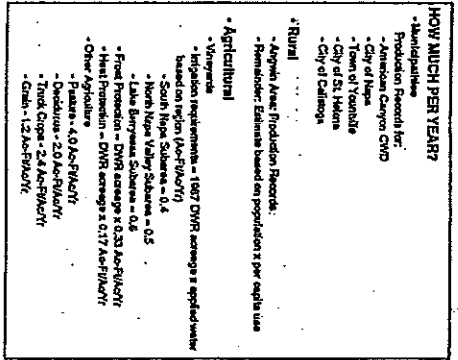 HOW MUCH PER YEAR?
• Municipalities
Production Record for:
- American Canyon CWD
- City of Napa
- Town of Yountville
- City of St. Helena
- City of Calistoga
• Rural
• Angwin Area: Production Records:
• Remainder: Estimate based on population x per capita use
• Agricultural
• Vineyards
• Irrigation requirements = 1987 DWR acreage x applied water
based on region (Ac-Ft/Ac/Yr)
- South Napa Subarea = 0.4
- North Napa Valley Subarea = 0.5
- Lake Berryessa Subarea = 0.6
• Frost Protection = DWR acreage x 0.33 Ac-Ft/Ac/Yr
• Heat Protection = DWR acreage x 0.17 Ac-Ft/Ac/Yr
• Other Agriculture
- Pasture - 4.0 Ac-Ft/Ac/Yr
- Deciduous - 2.0 Ac-Ft/Ac/Yr
- Truck Crops - 2.4 Ac-Ft/Ac/Yr
- Grain - 1.2 Ac-Ft/Ac/Yr.